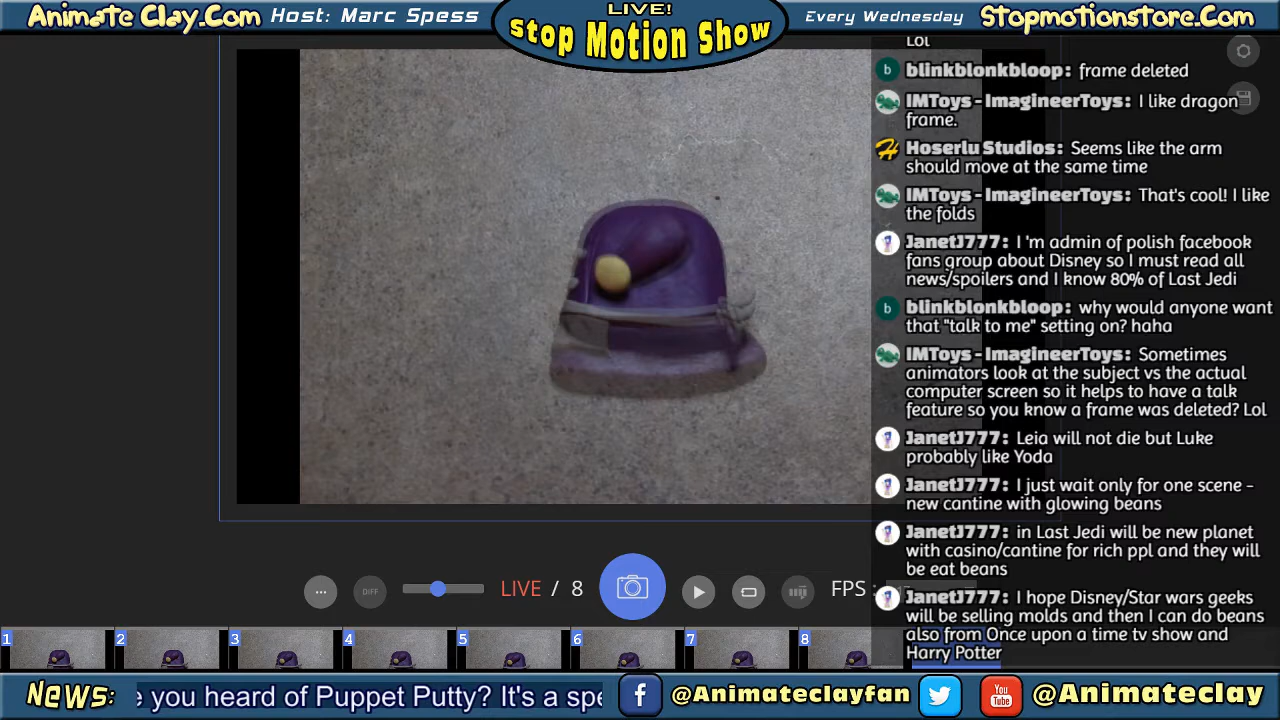 Animate Clay.Com Host: Marc Spess
LIVE!
Stop Motion Show
Every Wednesday Stopmotionstore.Com
Lol
b blinkblonkbloop: frame deleted
IMToys - ImagineerToys: I like dragon
frame.
Hoserlu Studios: Seems like the arm
should move at the same time
IMToys - ImagineerToys: That's cool! I like
the folds
JanetJ777: I 'm admin of polish facebook
fans group about Disney so I must read all
news/spoilers and I know 80% of Last Jedi
b blinkblonkbloop: why would anyone want
that "talk to me" setting on? haha
IMToys - ImagineerToys: Sometimes
animators look at the subject vs the actual
computer screen so it helps to have a talk
feature so you know a frame was deleted? Lol
JanetJ777: Leia will not die but Luke
probably like Yoda
JanetJ777: I just wait only for one scene -
new cantine with glowing beans
JanetJ777: in Last Jedi will be new planet
with casino/cantine for rich ppl and they will
be eat beans
JanetJ777: I hope Disney/Star wars geeks
will be selling molds and then I can do beans
also from Once upon a time tv show and
Harry Potter
... DIFF LIVE / 8 FPS :
1 2 3 4 5 6 7 8
News: e you heard of Puppet Putty? It's a spe f @Animateclayfan You Tube @Animateclay